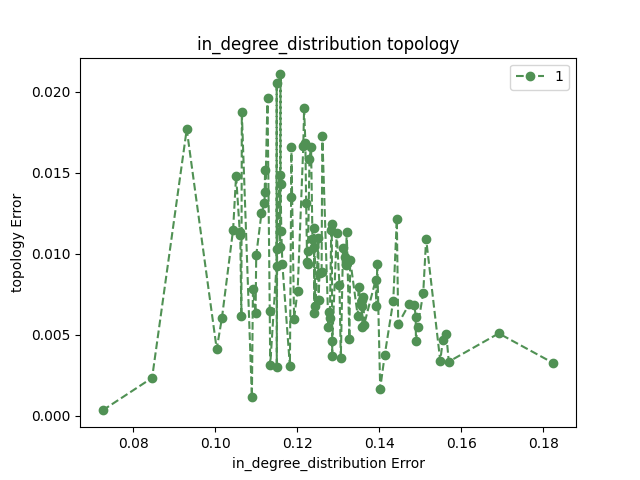 in_degree_distribution topology
1
topology Error
0.020
0.015
0.010
0.005
0.000
0.08 0.10 0.12 0.14 0.16 0.18
in_degree_distribution Error